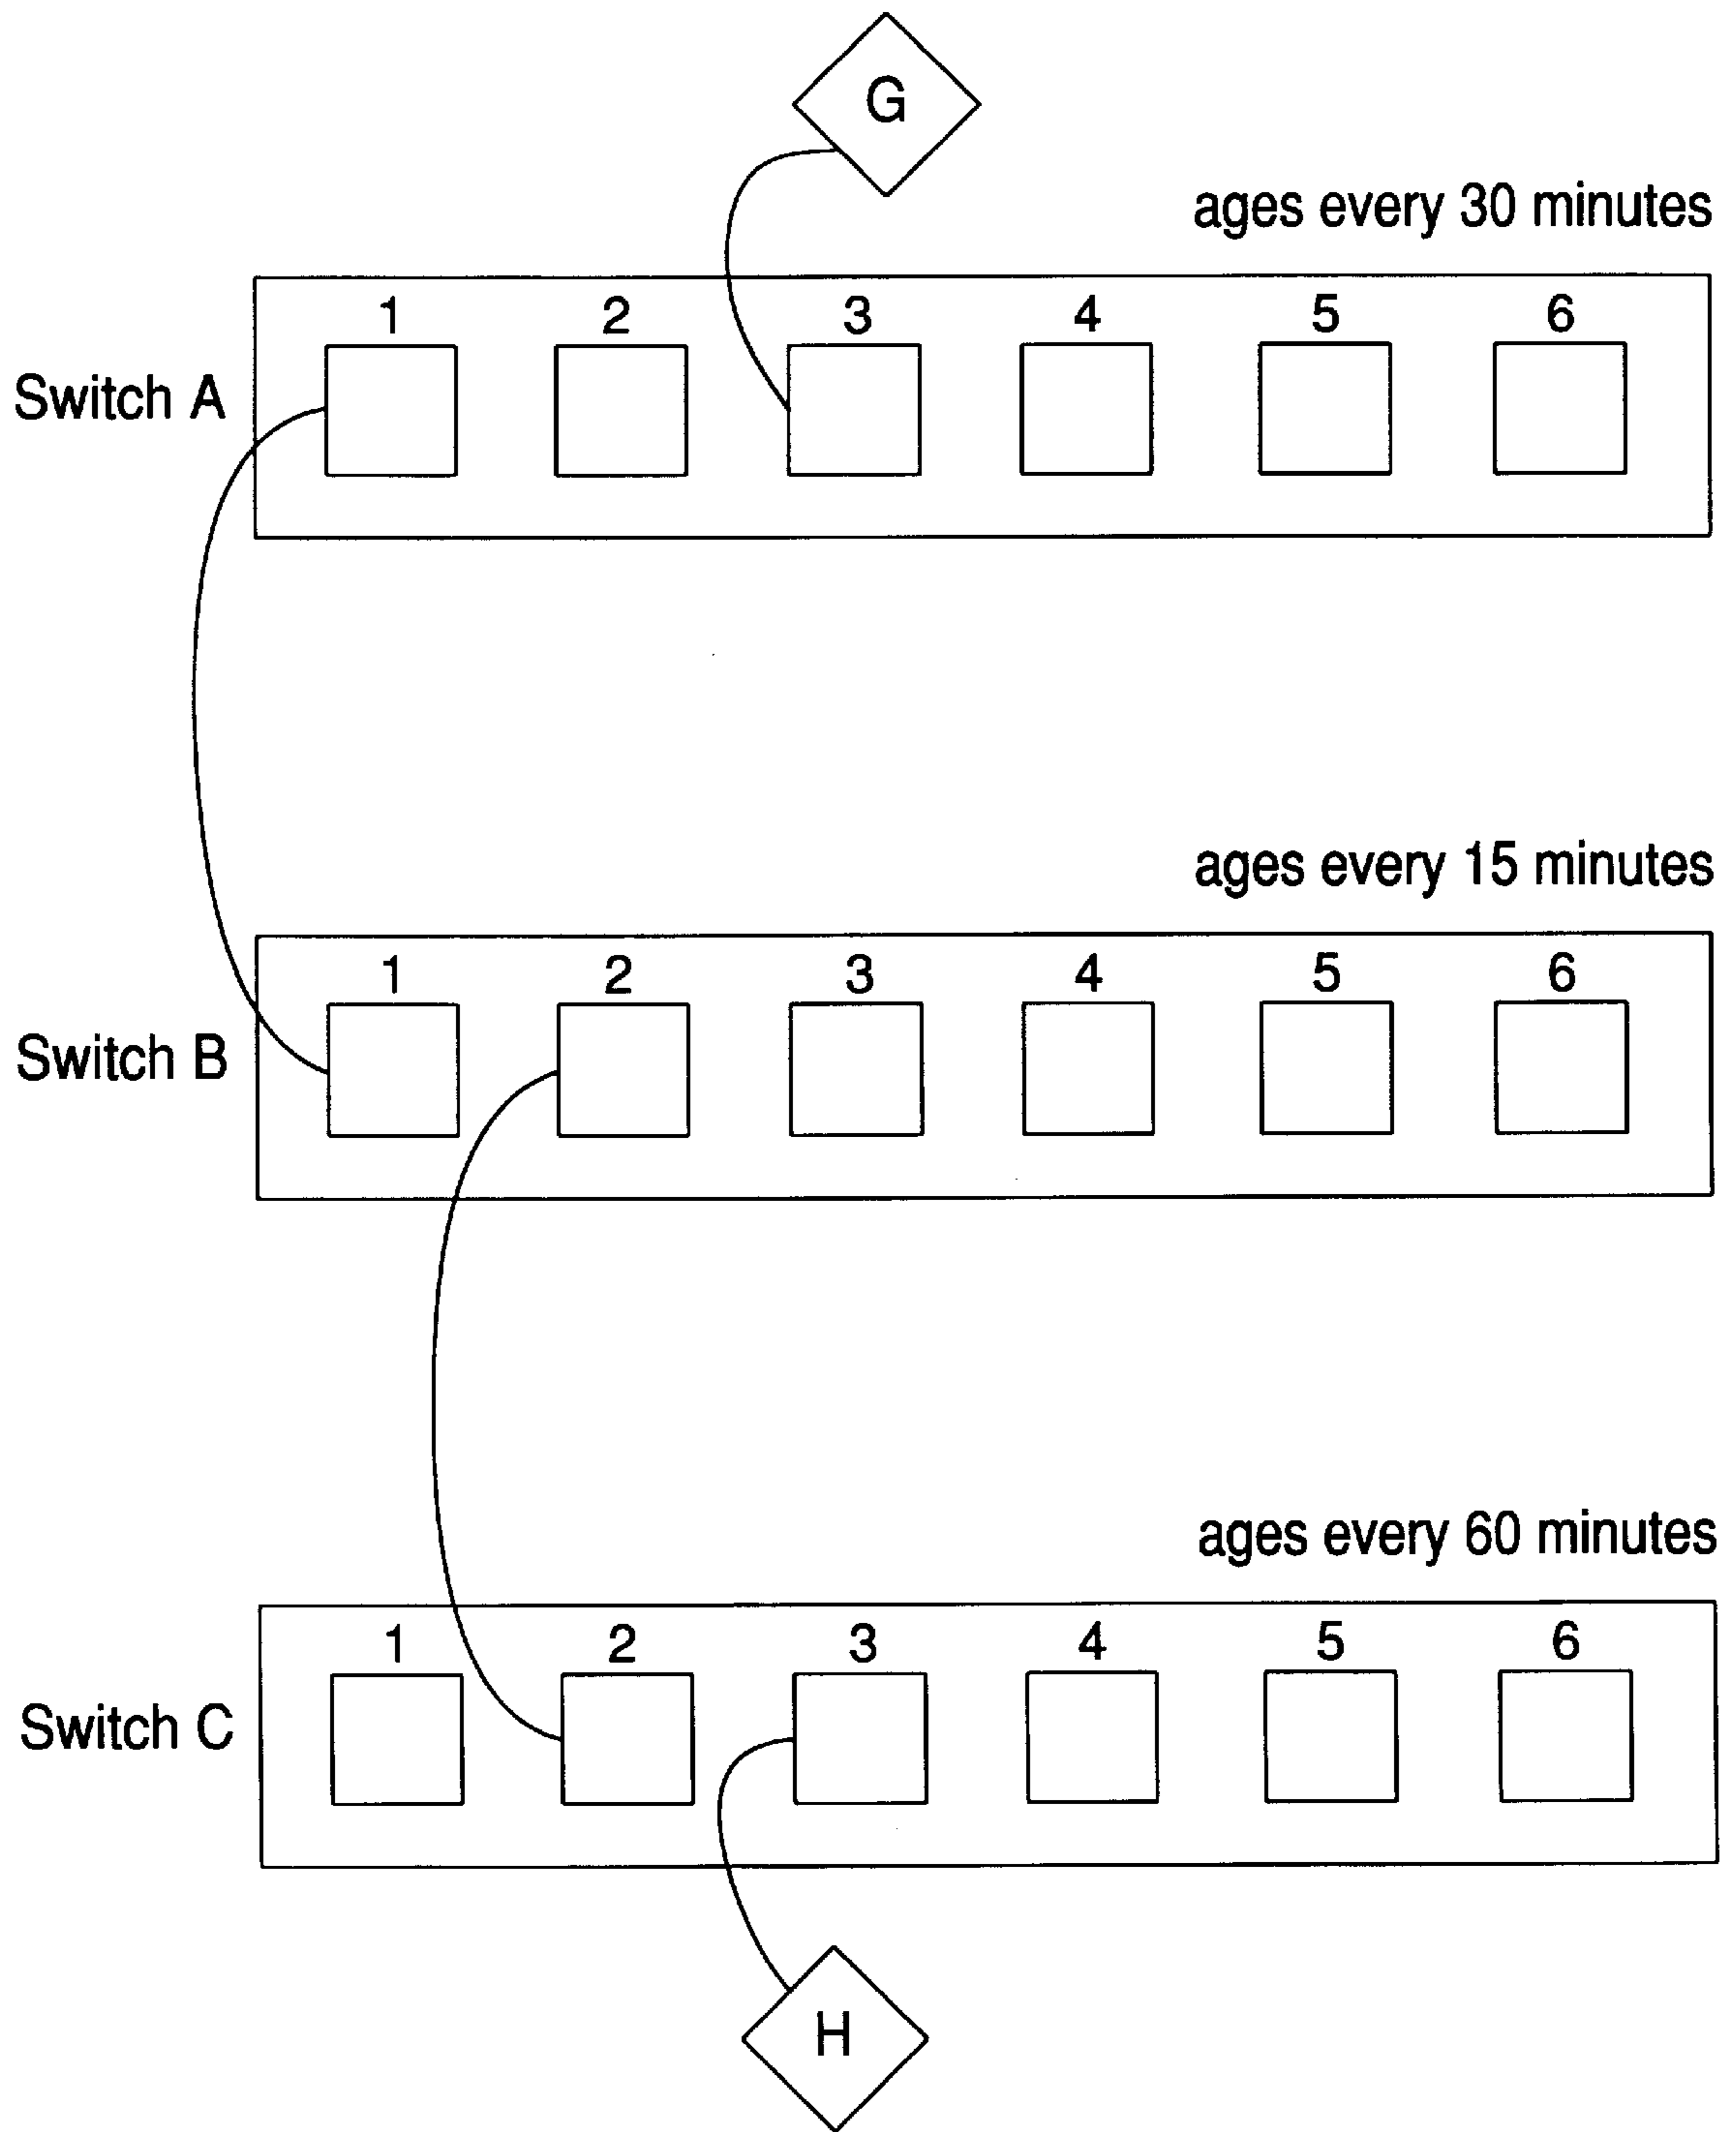 G
ages every 30 minutes
1 2 3 4 5 6
Switch A
ages every 15 minutes
1 2 3 4 5 6
Switch B
ages every 60 minutes
1 2 3 4 5 6
Switch C
H